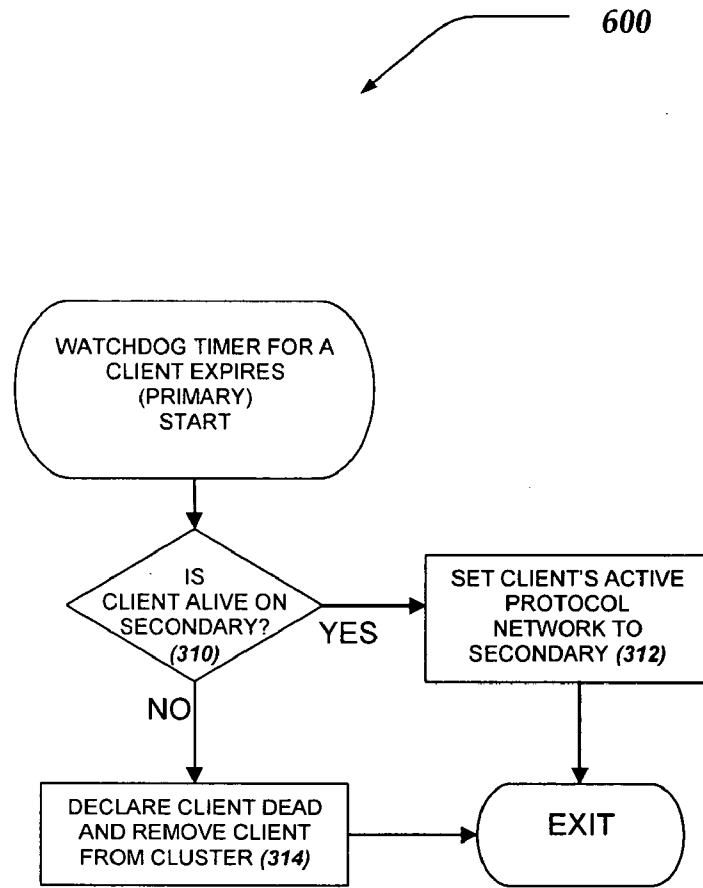 600
WATCHDOG TIMER FOR A
CLIENT EXPIRES
(PRIMARY)
START
IS
CLIENT ALIVE ON
SECONDARY?
(310)
YES
SET CLIENT'S ACTIVE
PROTOCOL
NETWORK TO
SECONDARY (312)
NO
DECLARE CLIENT DEAD
AND REMOVE CLIENT
FROM CLUSTER (314)
EXIT